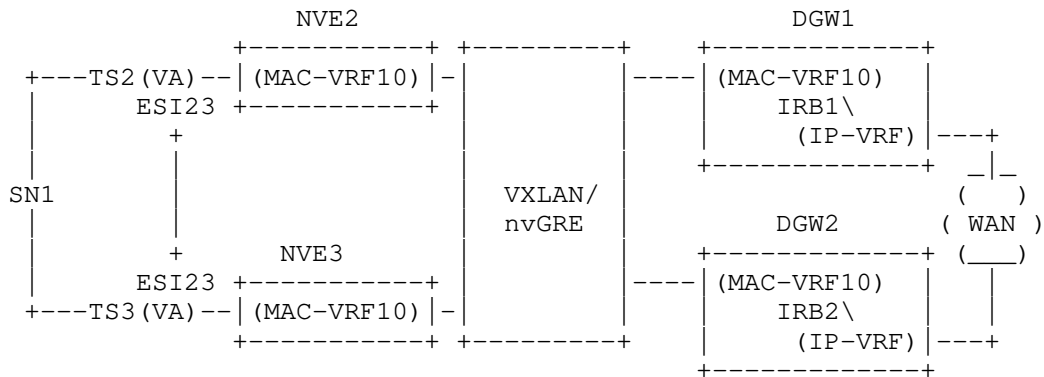 NVE2 DGW1
+-----------+ +---------+ +-------------+
+---TS2(VA)--|(MAC-VRF10)|-| |----|(MAC-VRF10) |
| ESI23 +-----------+ | | | IRB1\ |
| + | | | (IP-VRF)|---+
| | | | +-------------+ _|_
SN1 | | VXLAN/ | ( )
| | | nvGRE | DGW2 ( WAN )
| + NVE3 | | +-------------+ (___)
| ESI23 +-----------+ | |----|(MAC-VRF10) | |
+---TS3(VA)--|(MAC-VRF10)|-| | | IRB2\ | |
+-----------+ +---------+ | (IP-VRF)|---+
+-------------+